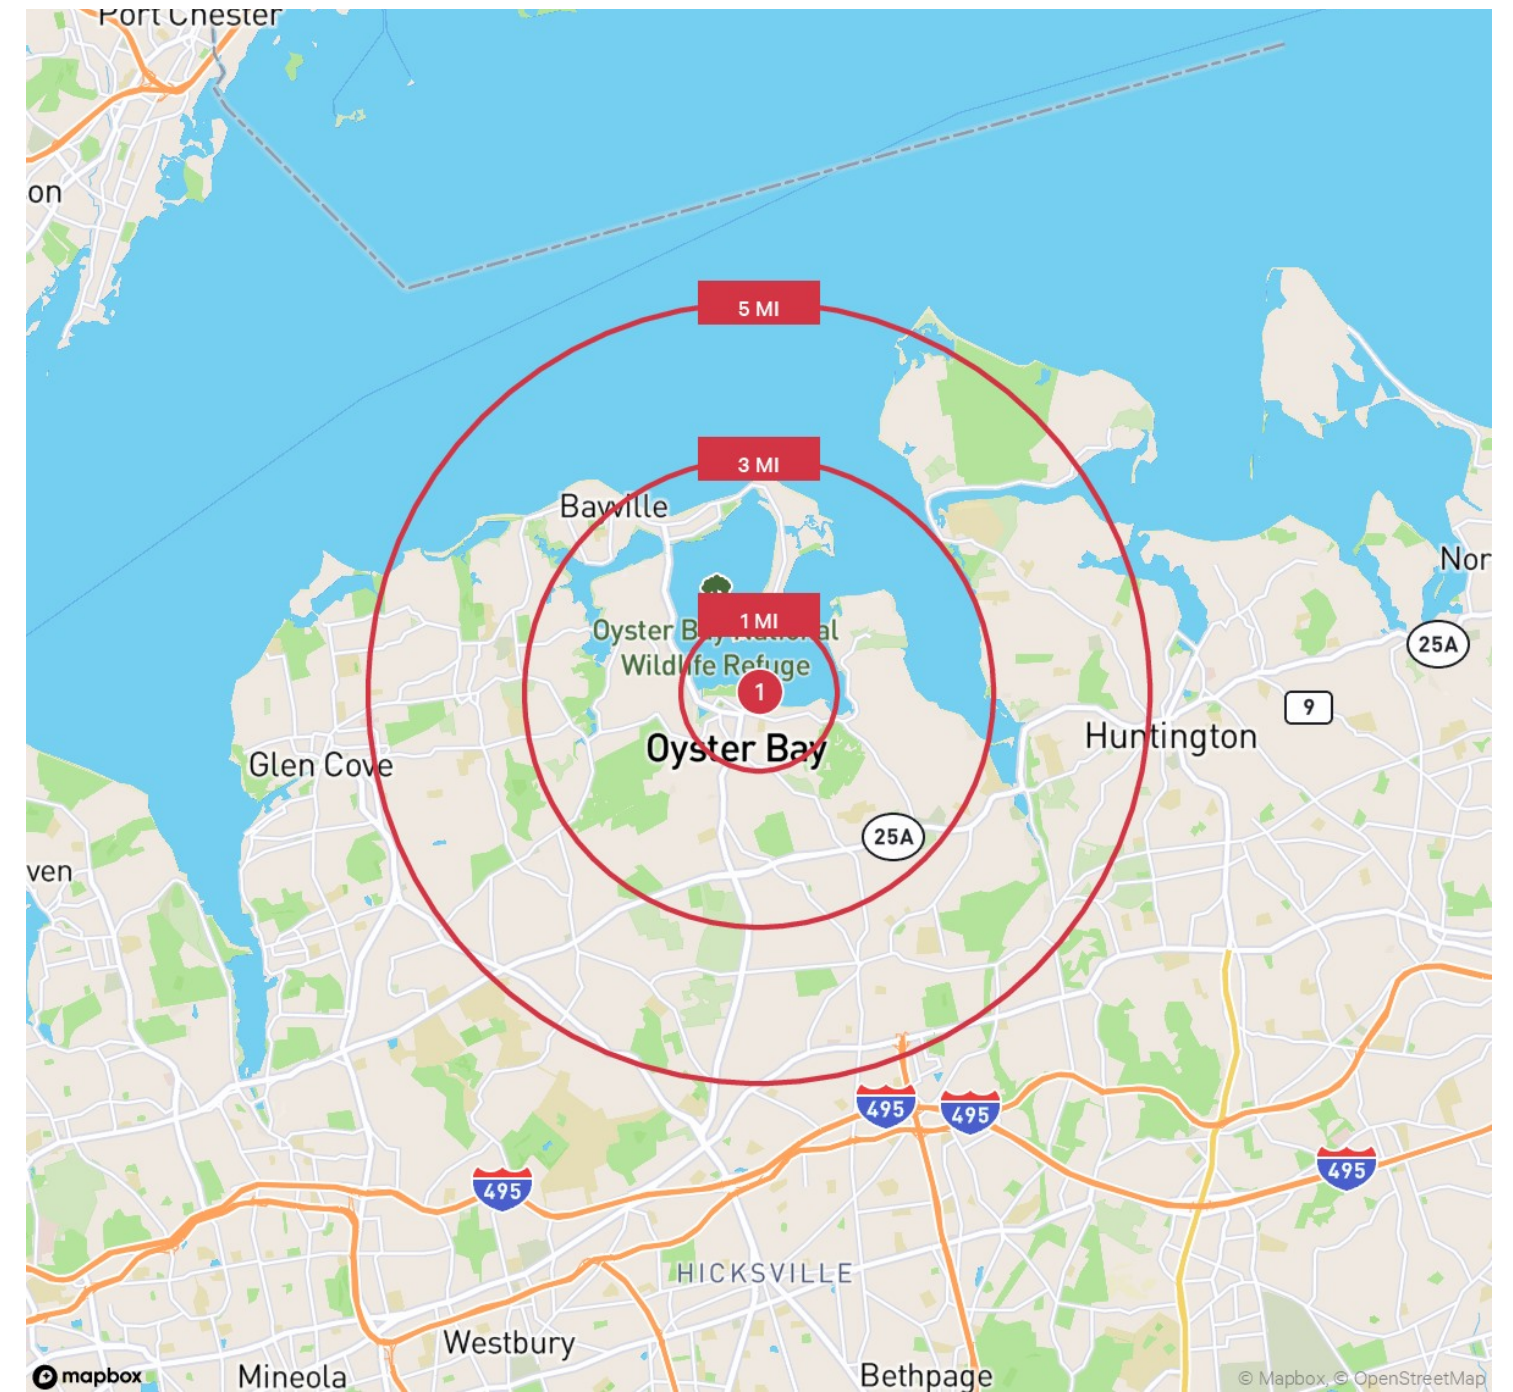 Port Chester
on
5 MI
3 MI
Bayville
Nor
1 MI
Oyster Bay National
Wildlife Refuge
25A
1
9
Oyster Bay
Huntington
Glen Cove
25A
ven
495
495
495
495
HICKSVILLE
Westbury
Mineola
Bethpage
mapbox
© Mapbox, © OpenStreetMap